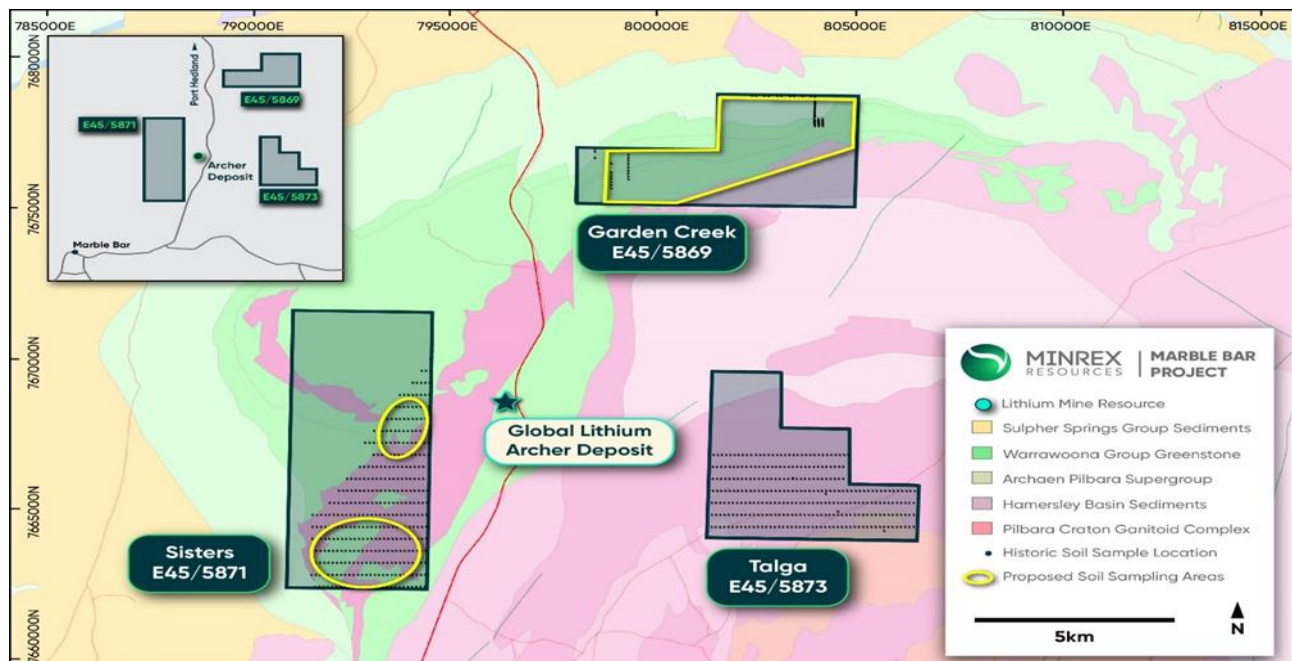 785000E
790000E
795000E
800000E
805000E
810000E
815000E
7680000N
7675000N
7670000N
7665000N
7660000N
Port Hedland
E45/5869
E45/5871
Archer
Deposit
E45/5873
Marble Bar
Garden Creek
E45/5869
Global Lithium
Archer Deposit
Sisters
E45/5871
Talga
E45/5873
MINREX
RESOURCES
MARBLE BAR
PROJECT
Lithium Mine Resource
Sulpher Springs Group Sediments
Warrawoona Group Greenstone
Archaen Pilbara Supergroup
Hamersley Basin Sediments
Pilbara Craton Ganitoid Complex
Historic Soil Sample Location
Proposed Soil Sampling Areas
5km
N